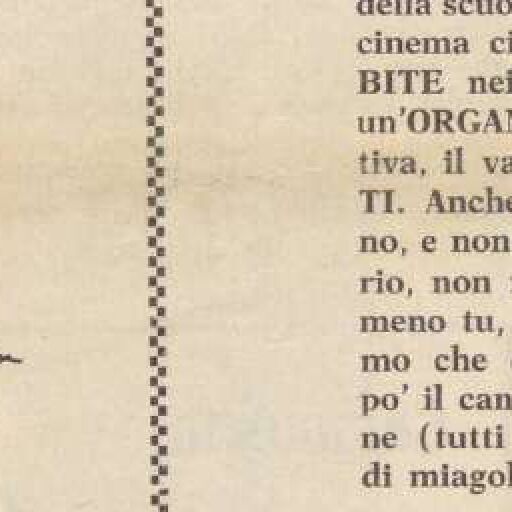 della scuo
cinema ci
BITE nei
un'ORGAN
tiva, il va
TI. Anche
no, e non
rio, non
meno tu,
mo che
po' il can
ne (tutti
di miagol